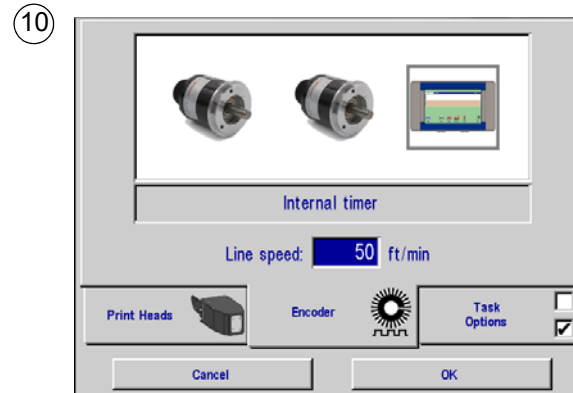 10
Internal timer
Line speed: 50 ft/min
Print Heads
Encoder
Task
Options
Cancel
OK